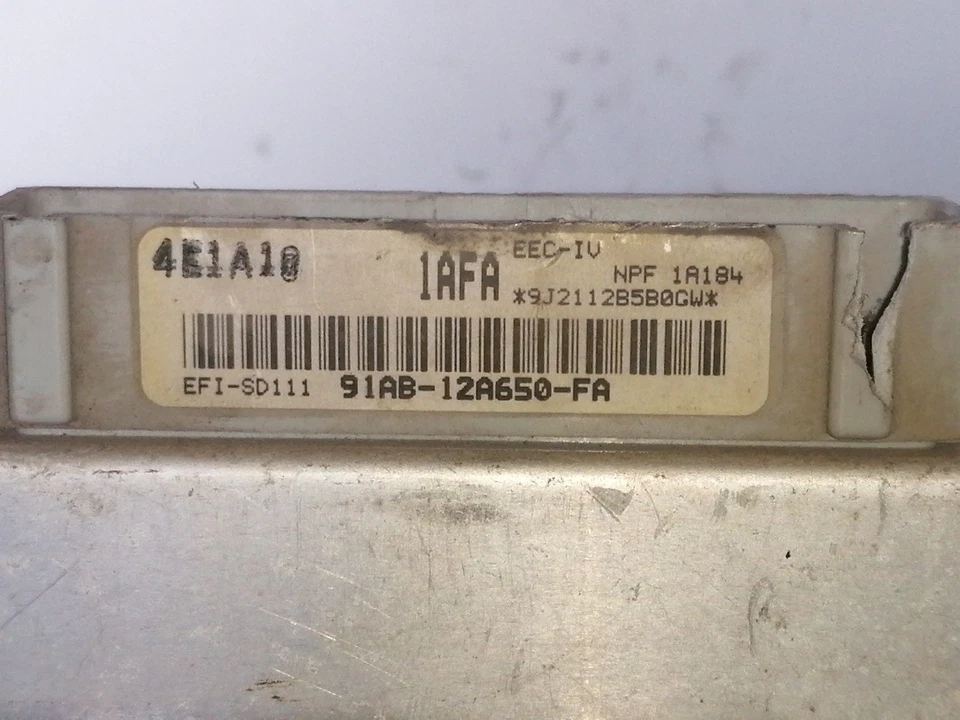 4E1A10
1AFA
EEC-IV
NPF 1A184
*9J2112B5B0GW*
EFI-SD111 91AB-12A650-FA